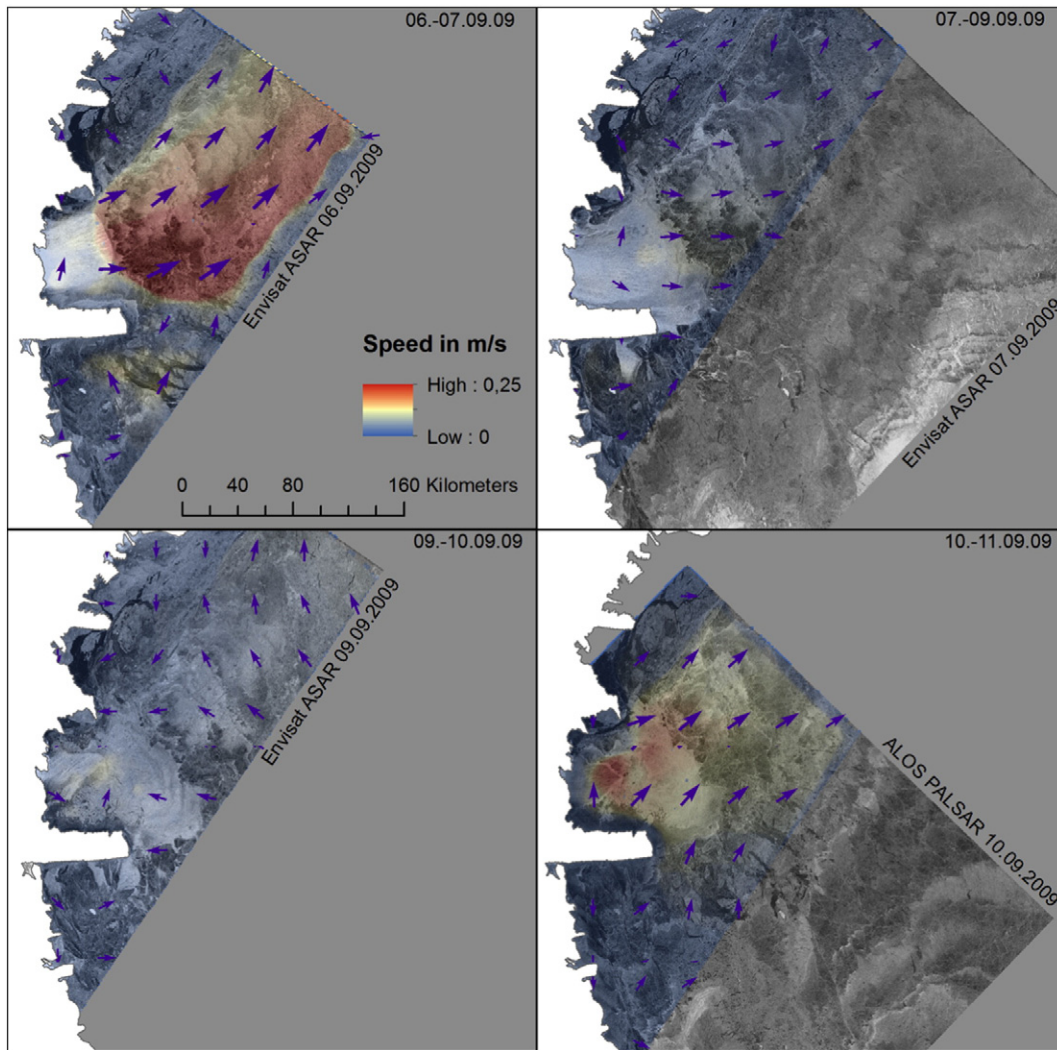 06.-07.09.09
Envisat ASAR 06.09.2009
Speed in m/s
High : 0,25
Low : 0
0 40 80 160 Kilometers
07.-09.09.09
Envisat ASAR 07.09.2009
09.-10.09.09
Envisat ASAR 09.09.2009
10.-11.09.09
ALOS PALSAR 10.09.2009